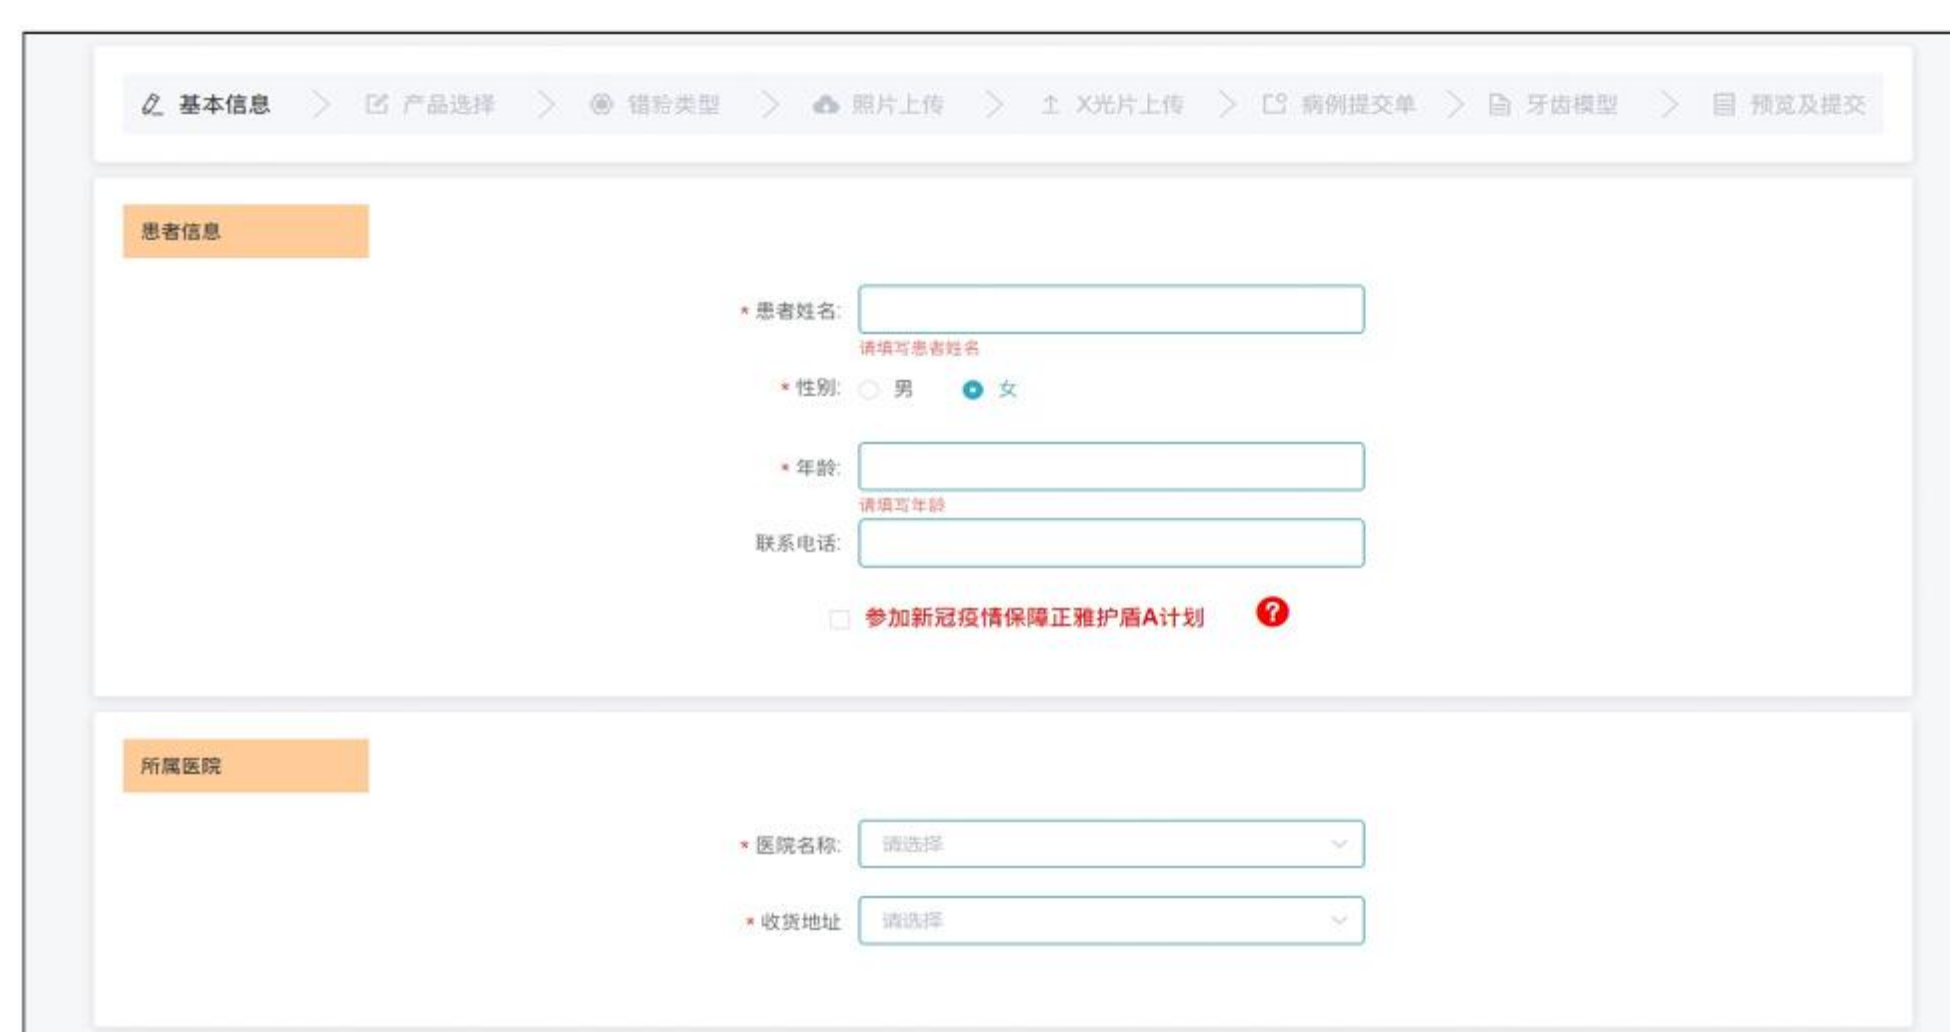 基本信息 > 产品选择 > 错𬌗类型 > 照片上传 > X光片上传 > 病例提交单 > 牙齿模型 > 预览及提交
患者信息
* 患者姓名:
请填写患者姓名
* 性别: 男 女
* 年龄:
请填写年龄
联系电话:
参加新冠疫情保障正雅护盾A计划 ?
所属医院
* 医院名称: 请选择
* 收货地址 请选择